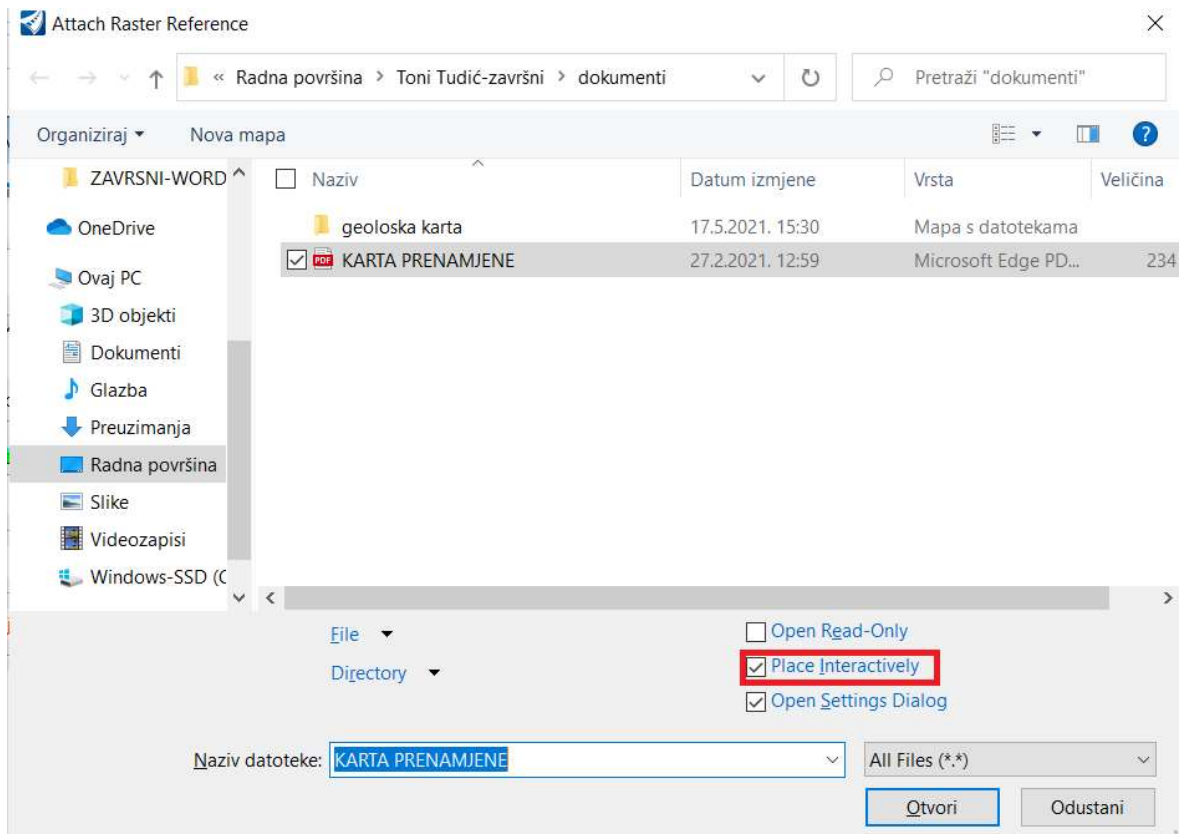 Attach Raster Reference
« Radna površina > Toni Tudić-završni > dokumenti
Pretraži "dokumenti"
Organiziraj
Nova mapa
ZAVRSNI-WORD
OneDrive
Ovaj PC
3D objekti
Dokumenti
Glazba
Preuzimanja
Radna površina
Slike
Videozapisi
Windows-SSD (C
Naziv Datum izmjene Vrsta Veličina
geoloska karta 17.5.2021. 15:30 Mapa s datotekama
PDF KARTA PRENAMJENE 27.2.2021. 12:59 Microsoft Edge PD... 234
File
Directory
Open Read-Only
Place Interactively
Open Settings Dialog
Naziv datoteke: KARTA PRENAMJENE All Files (*.*)
Otvori Odustani